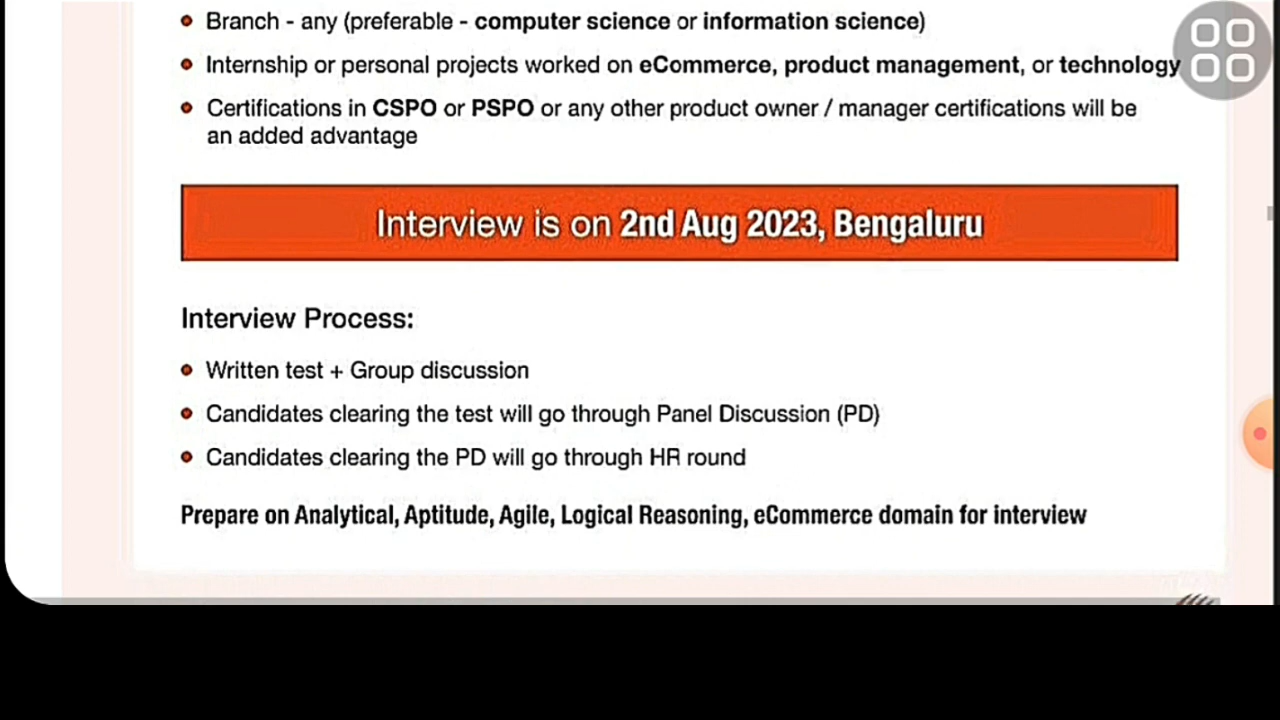 Branch - any (preferable - computer science or information science)
Internship or personal projects worked on eCommerce, product management, or technology
Certifications in CSPO or PSPO or any other product owner / manager certifications will be
an added advantage
Interview is on 2nd Aug 2023, Bengaluru
Interview Process:
Written test + Group discussion
Candidates clearing the test will go through Panel Discussion (PD)
Candidates clearing the PD will go through HR round
Prepare on Analytical, Aptitude, Agile, Logical Reasoning, eCommerce domain for interview